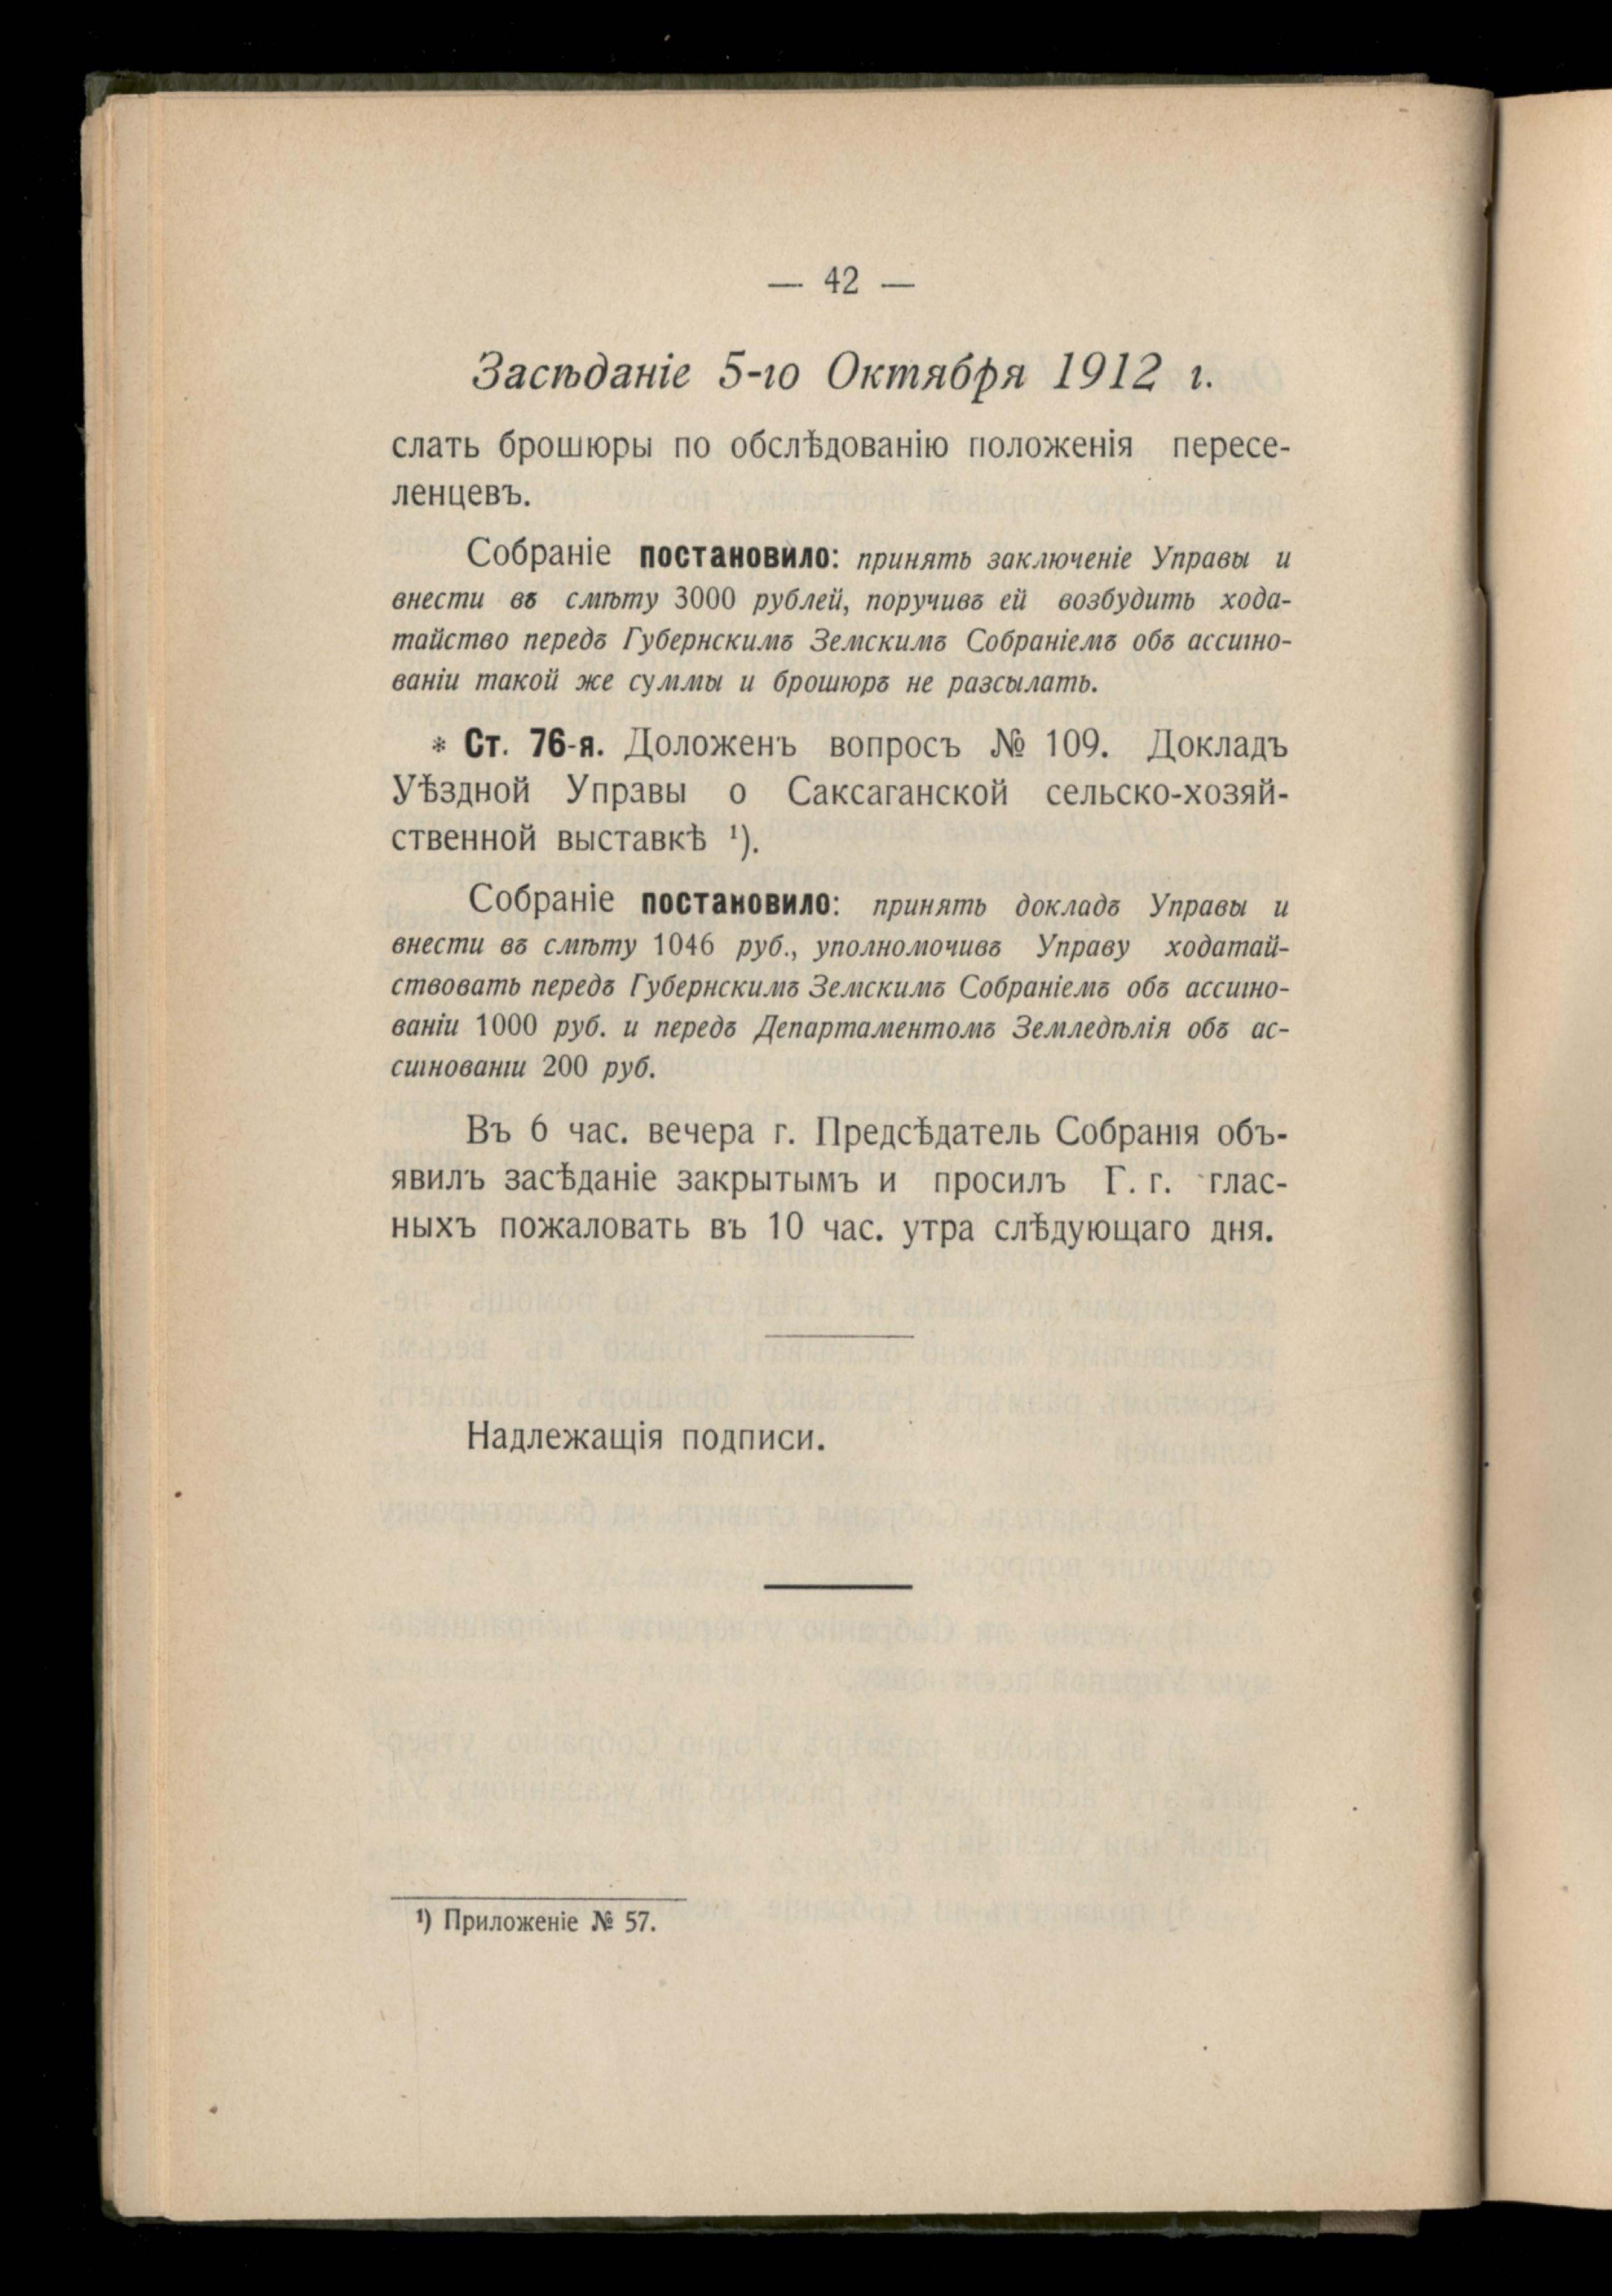 — 42 —
Засѣданіе 5-го Октября 1912 г.
слать брошюры по обслѣдованію положенія пересе-
ленцевъ.
Собраніе постановило: принять заключеніе Управы и
внести въ смѣту 3000 рублей, поручивъ ей возбудить хода-
тайство передъ Губернскимъ Земскимъ Собраніемъ объ ассигно-
ваніи такой же суммы и брошюръ не разсылать.
* Ст. 76-я. Доложенъ вопросъ № 109. Докладъ
Уѣздной Управы о Саксаганской сельско-хозяй-
ственной выставкѣ ¹).
Собраніе постановило: принять докладъ Управы и
внести въ смѣту 1046 руб., уполномочивъ Управу ходатай-
ствовать передъ Губернскимъ Земскимъ Собраніемъ объ ассигно-
ваніи 1000 руб. и передъ Департаментомъ Земледѣлія объ ас-
сигнованіи 200 руб.
Въ 6 час. вечера г. Предсѣдатель Собранія объ-
явилъ засѣданіе закрытымъ и просилъ Г. г. глас-
ныхъ пожаловать въ 10 час. утра слѣдующаго дня.
Надлежащія подписи.
¹) Приложеніе № 57.